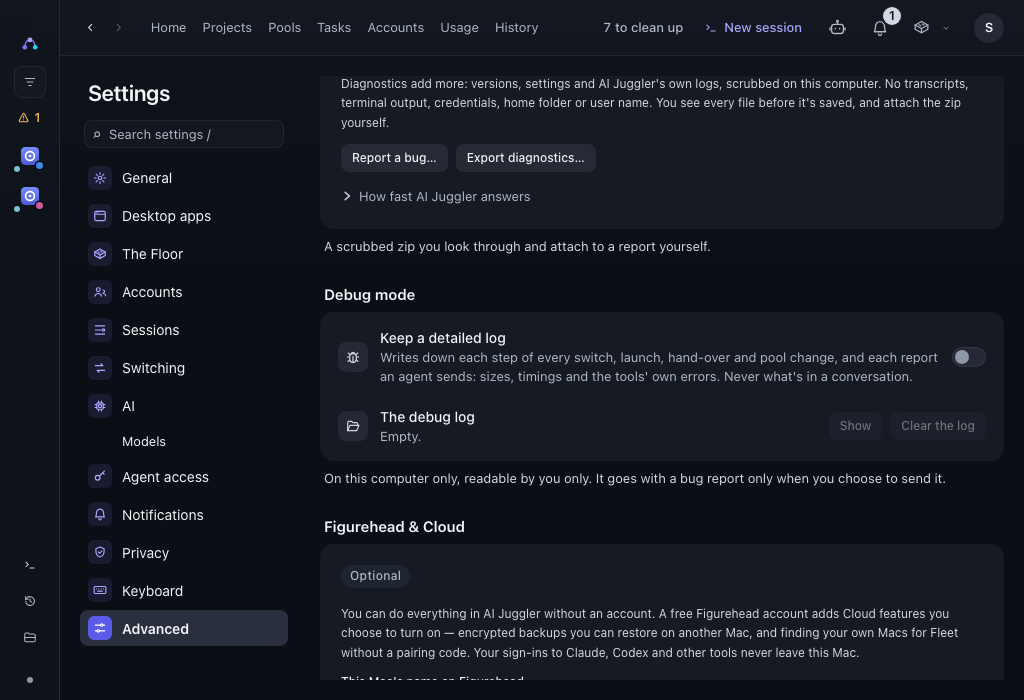 Home Projects Pools Tasks Accounts Usage History 7 to clean up New session 1 S
1
Settings
Search settings /
General
Desktop apps
The Floor
Accounts
Sessions
Switching
AI
Models
Agent access
Notifications
Privacy
Keyboard
Advanced
Diagnostics add more: versions, settings and AI Juggler's own logs, scrubbed on this computer. No transcripts,
terminal output, credentials, home folder or user name. You see every file before it's saved, and attach the zip
yourself.
Report a bug... Export diagnostics...
How fast AI Juggler answers
A scrubbed zip you look through and attach to a report yourself.
Debug mode
Keep a detailed log
Writes down each step of every switch, launch, hand-over and pool change, and each report
an agent sends: sizes, timings and the tools' own errors. Never what's in a conversation.
The debug log
Empty.
Show Clear the log
On this computer only, readable by you only. It goes with a bug report only when you choose to send it.
Figurehead & Cloud
Optional
You can do everything in AI Juggler without an account. A free Figurehead account adds Cloud features you
choose to turn on — encrypted backups you can restore on another Mac, and finding your own Macs for Fleet
without a pairing code. Your sign-ins to Claude, Codex and other tools never leave this Mac.
This Mac's name on Figurehead